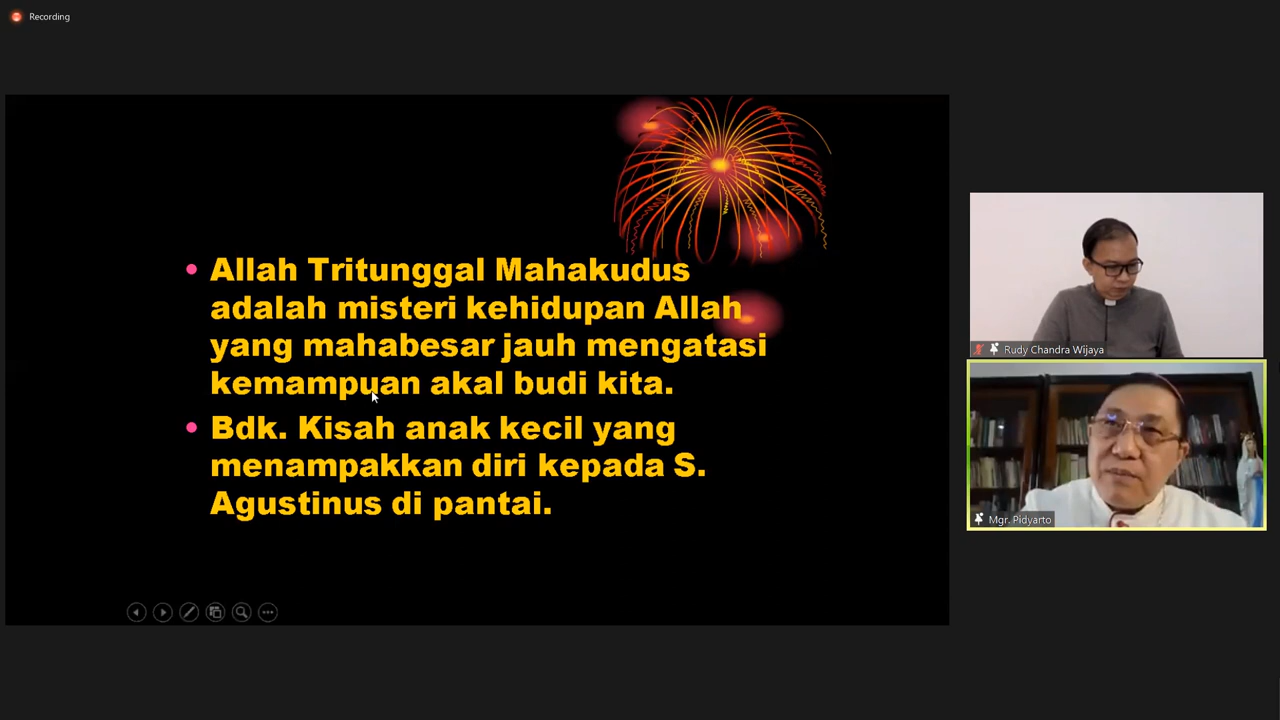 Recording
Allah Tritunggal Mahakudus
adalah misteri kehidupan Allah
yang mahabesar jauh mengatasi
kemampuan akal budi kita.
Bdk. Kisah anak kecil yang
menampakkan diri kepada S.
Agustinus di pantai.
Rudy Chandra Wijaya
Mgr. Pidyarto